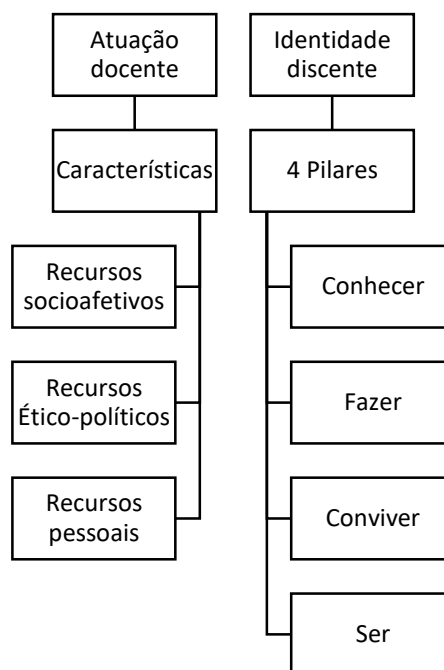 Atuação
docente
Características
Recursos
socioafetivos
Recursos
Ético-políticos
Recursos
pessoais
Identidade
discente
4 Pilares
Conhecer
Fazer
Conviver
Ser